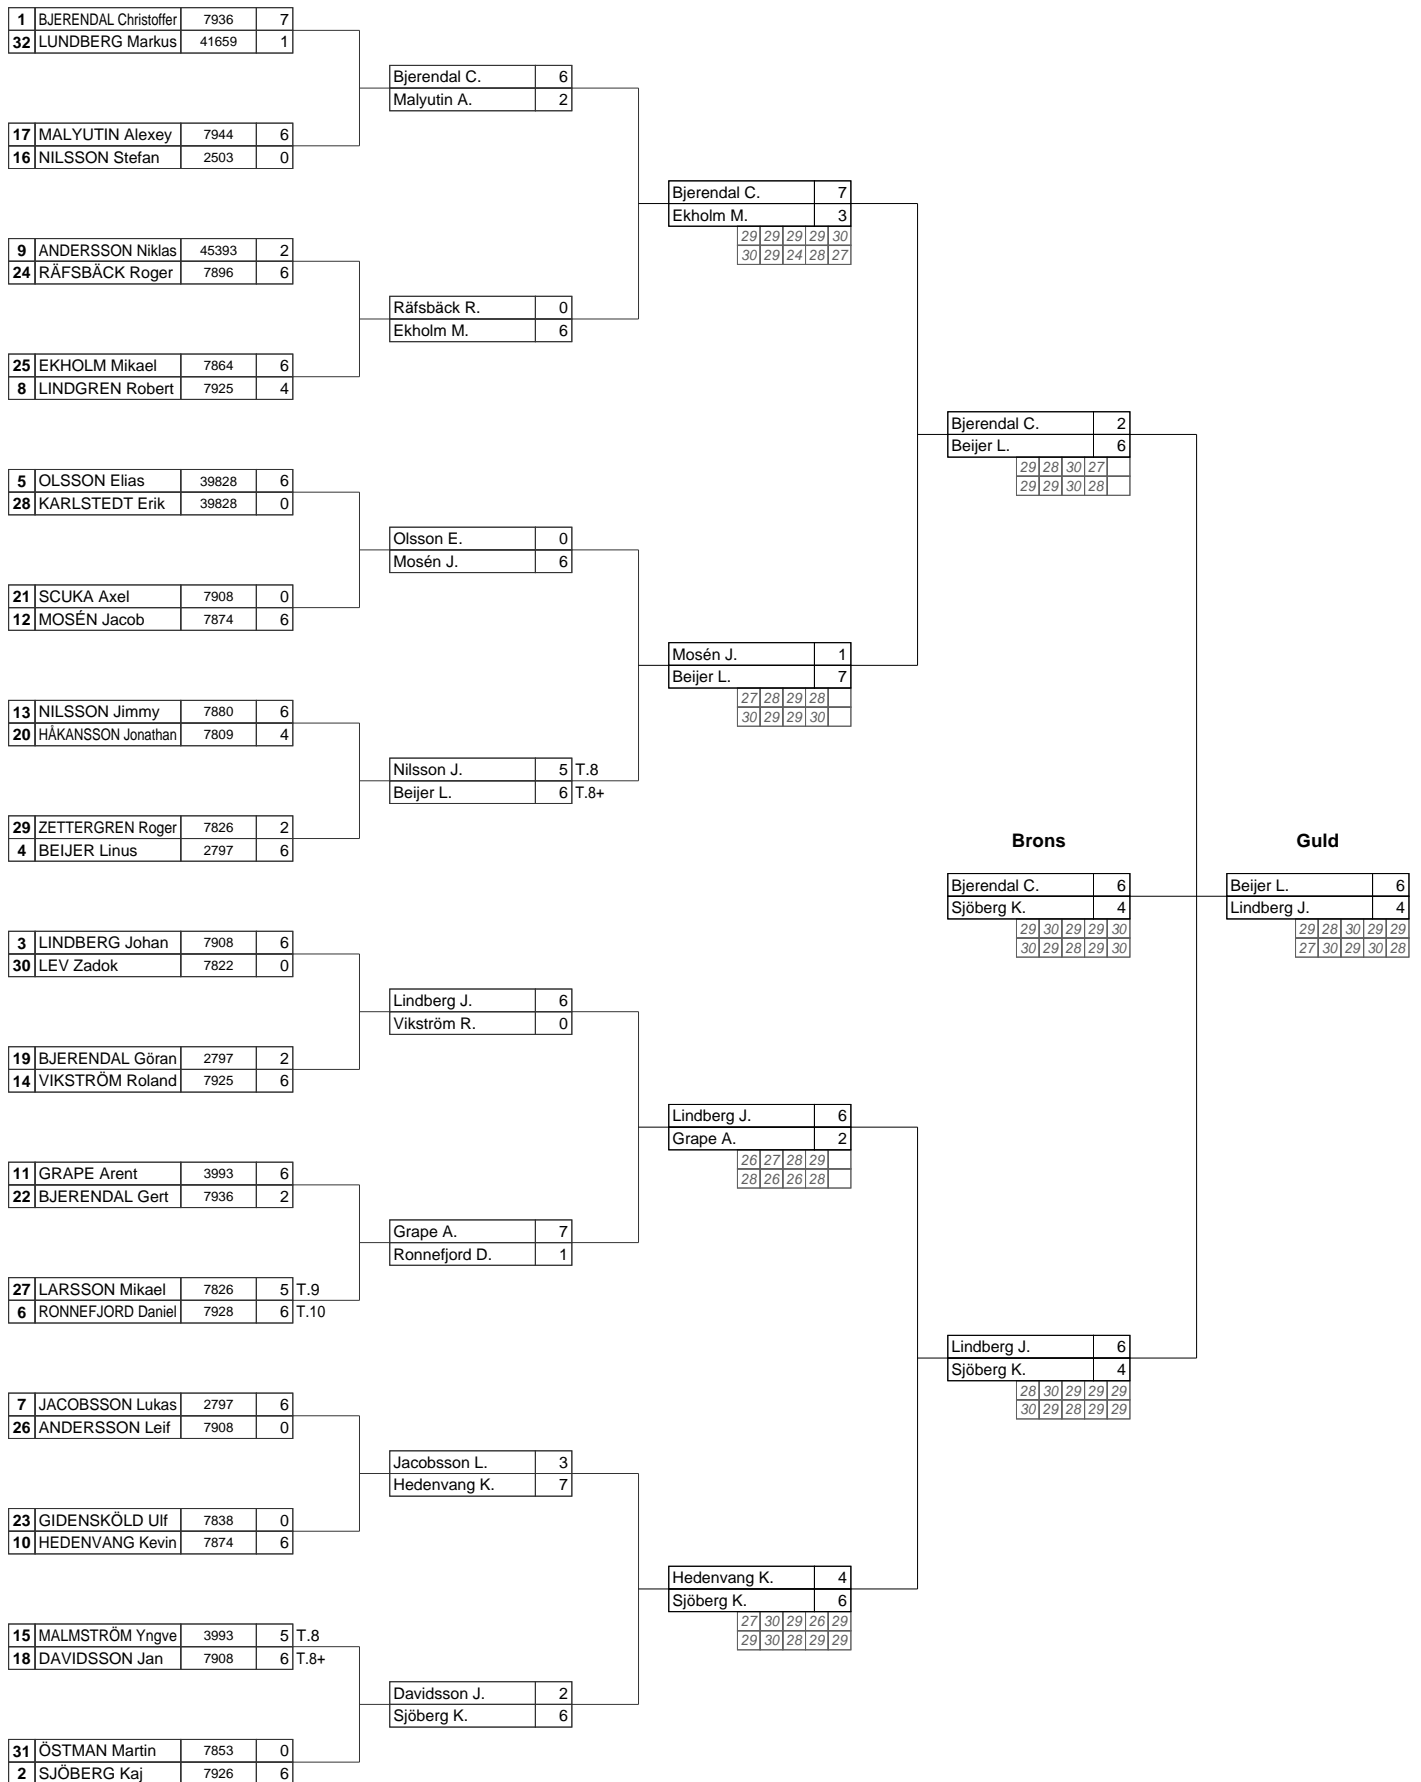 1 BJERENDAL Christoffer 7936 7
32 LUNDBERG Markus 41659 1
Bjerendal C. 6
Malyutin A. 2
17 MALYUTIN Alexey 7944 6
16 NILSSON Stefan 2503 0
Bjerendal C. 7
Ekholm M. 3
29 29 29 29 30
30 29 24 28 27
9 ANDERSSON Niklas 45393 2
24 RÄFSBÄCK Roger 7896 6
Räfsbäck R. 0
Ekholm M. 6
25 EKHOLM Mikael 7864 6
8 LINDGREN Robert 7925 4
Bjerendal C. 2
Beijer L. 6
29 28 30 27
29 29 30 28
5 OLSSON Elias 39828 6
28 KARLSTEDT Erik 39828 0
Olsson E. 0
Mosén J. 6
21 SCUKA Axel 7908 0
12 MOSÉN Jacob 7874 6
Mosén J. 1
Beijer L. 7
27 28 29 28
30 29 29 30
13 NILSSON Jimmy 7880 6
20 HÅKANSSON Jonathan 7809 4
Nilsson J. 5 T.8
Beijer L. 6 T.8+
29 ZETTERGREN Roger 7826 2
4 BEIJER Linus 2797 6
Brons Guld
Bjerendal C. 6 Beijer L. 6
Sjöberg K. 4 Lindberg J. 4
29 30 29 29 30 29 28 30 29 29
30 29 28 29 30 27 30 29 30 28
3 LINDBERG Johan 7908 6
30 LEV Zadok 7822 0
Lindberg J. 6
Vikström R. 0
19 BJERENDAL Göran 2797 2
14 VIKSTRÖM Roland 7925 6
Lindberg J. 6
Grape A. 2
26 27 28 29
28 26 26 28
11 GRAPE Arent 3993 6
22 BJERENDAL Gert 7936 2
Grape A. 7
Ronnefjord D. 1
27 LARSSON Mikael 7826 5 T.9
6 RONNEFJORD Daniel 7928 6 T.10
Lindberg J. 6
Sjöberg K. 4
28 30 29 29 29
30 29 28 29 29
7 JACOBSSON Lukas 2797 6
26 ANDERSSON Leif 7908 0
Jacobsson L. 3
Hedenvang K. 7
23 GIDENSKÖLD Ulf 7838 0
10 HEDENVANG Kevin 7874 6
Hedenvang K. 4
Sjöberg K. 6
27 30 29 26 29
29 30 28 29 29
15 MALMSTRÖM Yngve 3993 5 T.8
18 DAVIDSSON Jan 7908 6 T.8+
Davidsson J. 2
Sjöberg K. 6
31 ÖSTMAN Martin 7853 0
2 SJÖBERG Kaj 7926 6